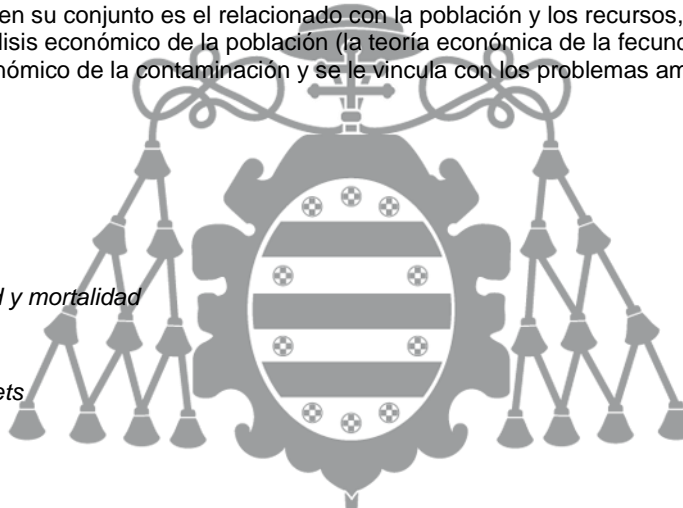 en su conjunto es el relacionado con la población y los recursos,
lisis económico de la población (la teoría económica de la fecund
nómico de la contaminación y se le vincula con los problemas am
d y mortalidad
ets